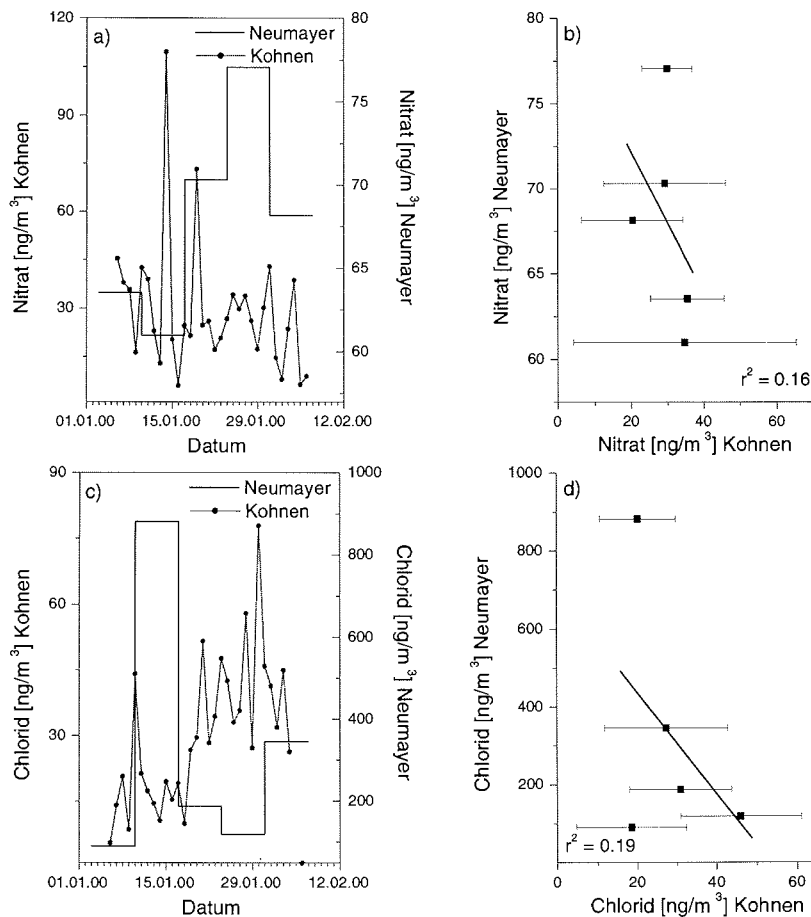 a)
Neumayer
Kohnen
120
90
60
30
Nitrat [ng/m³] Kohnen
80
75
70
65
60
Nitrat [ng/m³] Neumayer
01.01.00 15.01.00 29.01.00 12.02.00
Datum
b)
80
75
70
65
60
Nitrat [ng/m³] Neumayer
r² = 0.16
0 20 40 60
Nitrat [ng/m³] Kohnen
c)
Neumayer
Kohnen
90
60
30
Chlorid [ng/m³] Kohnen
1000
800
600
400
200
Chlorid [ng/m³] Neumayer
01.01.00 15.01.00 29.01.00 12.02.00
Datum
d)
1000
800
600
400
200
Chlorid [ng/m³] Neumayer
r² = 0.19
0 20 40 60
Chlorid [ng/m³] Kohnen